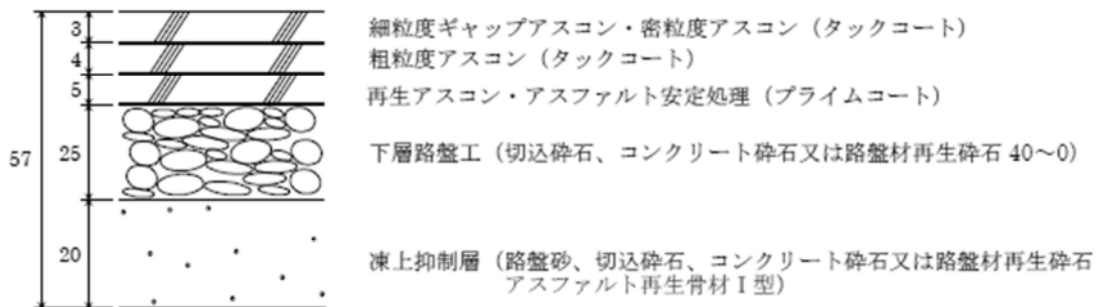 3 細粒度ギャップアスコン・密粒度アスコン（タックコート）
4 粗粒度アスコン（タックコート）
5 再生アスコン・アスファルト安定処理（プライムコート）
57 25 下層路盤工（切込砕石、コンクリート砕石又は路盤材再生砕石 40～0）
20 凍上抑制層（路盤砂、切込砕石、コンクリート砕石又は路盤材再生砕石
アスファルト再生骨材Ⅰ型）